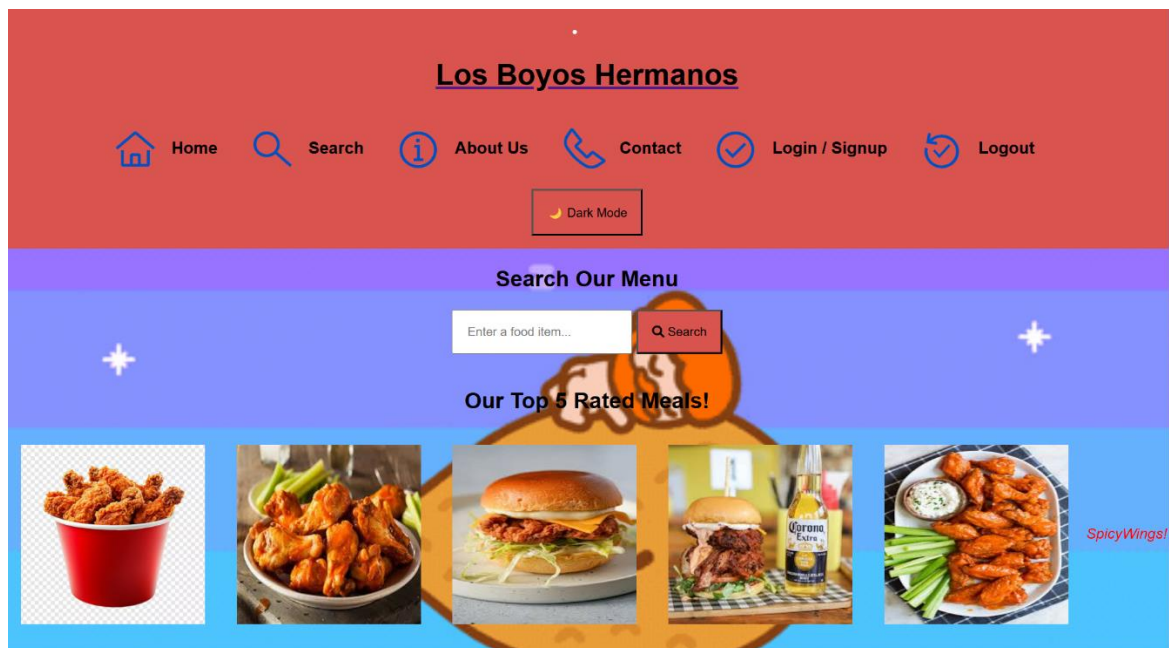 Los Boyos Hermanos
Home Search About Us Contact Login / Signup Logout
🌙 Dark Mode
Search Our Menu
Enter a food item... Search
Our Top 5 Rated Meals!
Corona
Extra
SpicyWings!